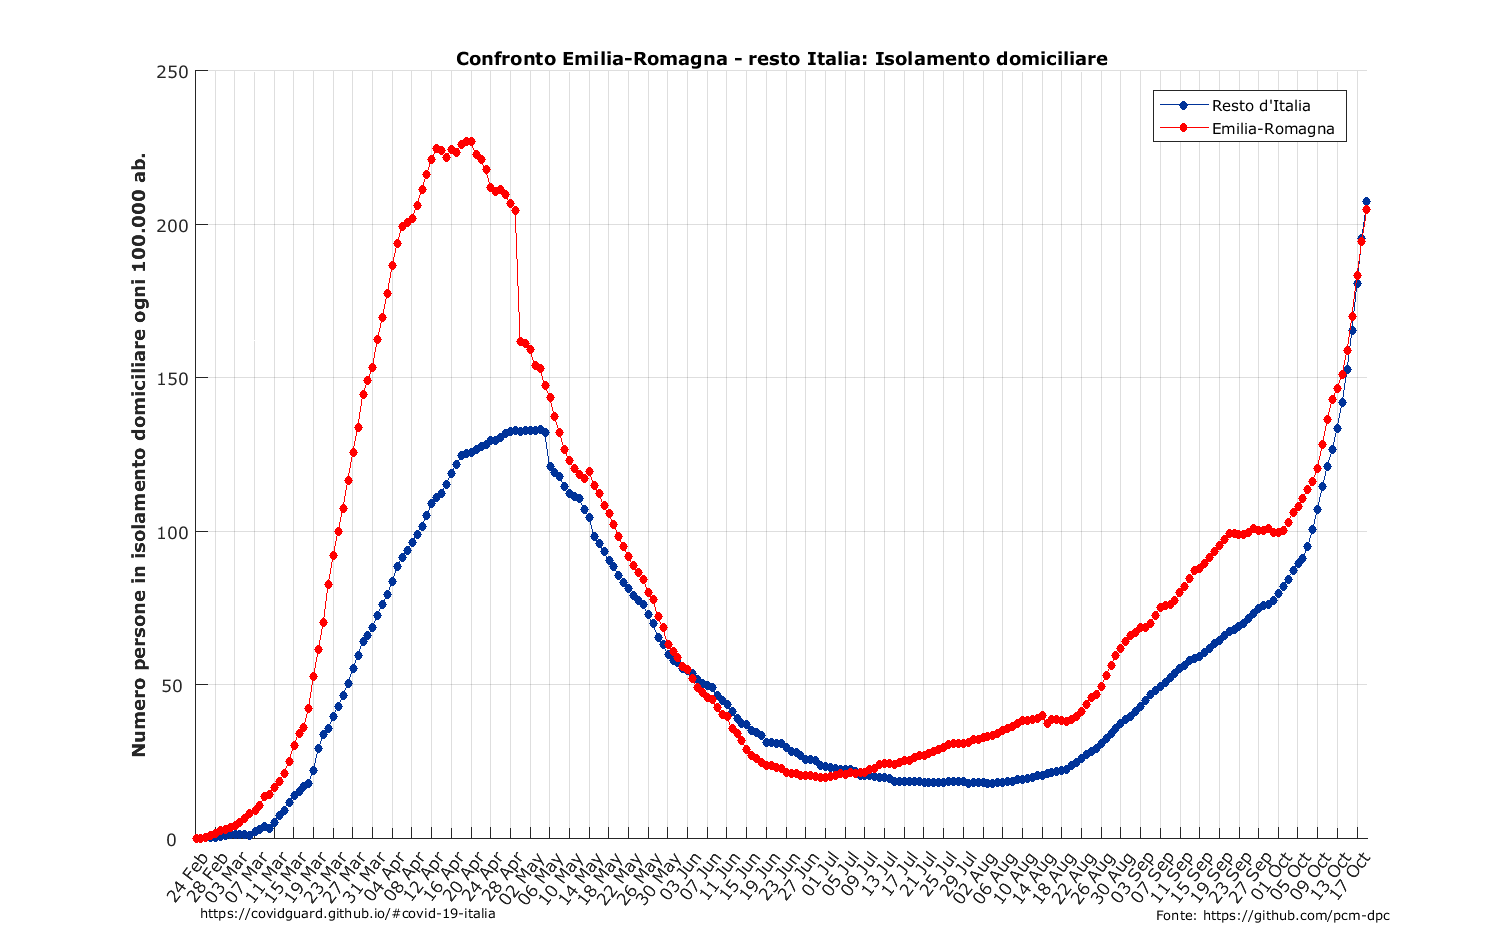 Confronto Emilia-Romagna - resto Italia: Isolamento domiciliare
Resto d'Italia
Emilia-Romagna
Numero persone in isolamento domiciliare ogni 100.000 ab.
250
200
150
100
50
0
24 Feb
28 Feb
03 Mar
07 Mar
11 Mar
15 Mar
19 Mar
23 Mar
27 Mar
31 Mar
04 Apr
08 Apr
12 Apr
16 Apr
20 Apr
24 Apr
28 Apr
02 May
06 May
10 May
14 May
18 May
22 May
26 May
30 May
03 Jun
07 Jun
11 Jun
15 Jun
19 Jun
23 Jun
27 Jun
01 Jul
05 Jul
09 Jul
13 Jul
17 Jul
21 Jul
25 Jul
29 Jul
02 Aug
06 Aug
10 Aug
14 Aug
18 Aug
22 Aug
26 Aug
30 Aug
03 Sep
07 Sep
11 Sep
15 Sep
19 Sep
23 Sep
27 Sep
01 Oct
05 Oct
09 Oct
13 Oct
17 Oct
https://covidguard.github.io/#covid-19-italia
Fonte: https://github.com/pcm-dpc